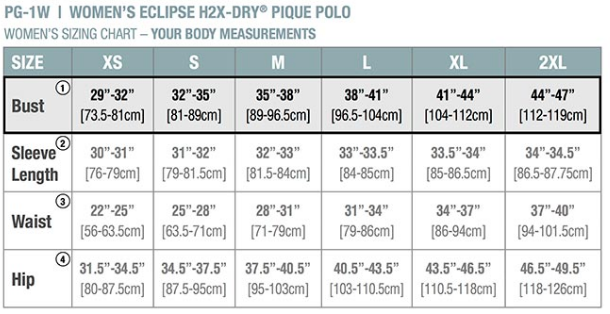 PG-1W | WOMEN’S ECLIPSE H2X-DRY® PIQUE POLO
WOMEN’S SIZING CHART – YOUR BODY MEASUREMENTS
SIZE XS S M L XL 2XL
Bust 1 29”-32” 32”-35” 35”-38” 38”-41” 41”-44” 44”-47”
[73.5-81cm] [81-89cm] [89-96.5cm] [96.5-104cm] [104-112cm] [112-119cm]
Sleeve 2 30”-31” 31”-32” 32”-33” 33”-33.5” 33.5”-34” 34”-34.5”
Length [76-79cm] [79-81.5cm] [81.5-84cm] [84-85cm] [85-86.5cm] [86.5-87.75cm]
Waist 3 22”-25” 25”-28” 28”-31” 31”-34” 34”-37” 37”-40”
[56-63.5cm] [63.5-71cm] [71-79cm] [79-86cm] [86-94cm] [94-101.5cm]
Hip 4 31.5”-34.5” 34.5”-37.5” 37.5”-40.5” 40.5”-43.5” 43.5”-46.5” 46.5”-49.5”
[80-87.5cm] [87.5-95cm] [95-103cm] [103-110.5cm] [110.5-118cm] [118-126cm]